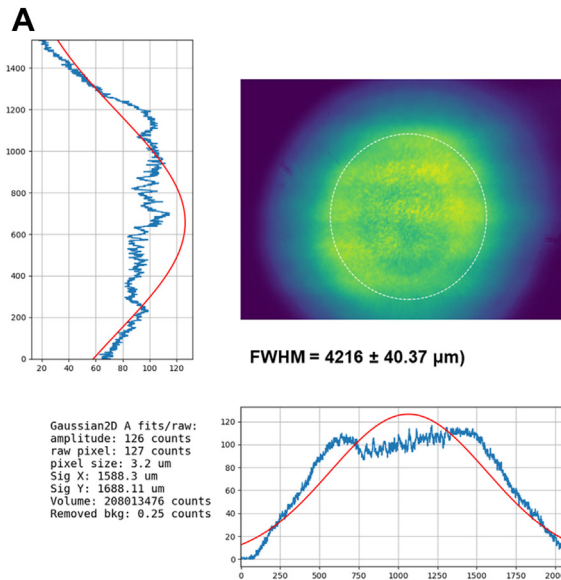 A
1400
1200
1000
800
600
400
200
0
20 40 60 80 100 120
FWHM = 4216 ± 40.37 µm)
Gaussian2D A fits/raw:
amplitude: 126 counts
raw pixel: 127 counts
pixel size: 3.2 um
Sig X: 1588.3 um
Sig Y: 1688.11 um
Volume: 208013476 counts
Removed bkg: 0.25 counts
120
100
80
60
40
20
0
0 250 500 750 1000 1250 1500 1750